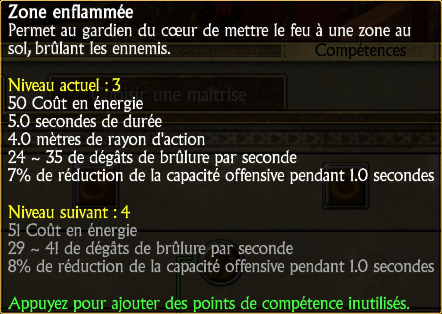 Zone enflammée
Permet au gardien du cœur de mettre le feu à une zone au
sol, brûlant les ennemis.
Compétences
Niveau actuel : 3
50 Coût en énergie
5.0 secondes de durée
4.0 mètres de rayon d'action
24 ~ 35 de dégâts de brûlure par seconde
7% de réduction de la capacité offensive pendant 1.0 secondes
Niveau suivant : 4
51 Coût en énergie
29 ~ 41 de dégâts de brûlure par seconde
8% de réduction de la capacité offensive pendant 1.0 secondes
Appuyez pour ajouter des points de compétence inutilisés.